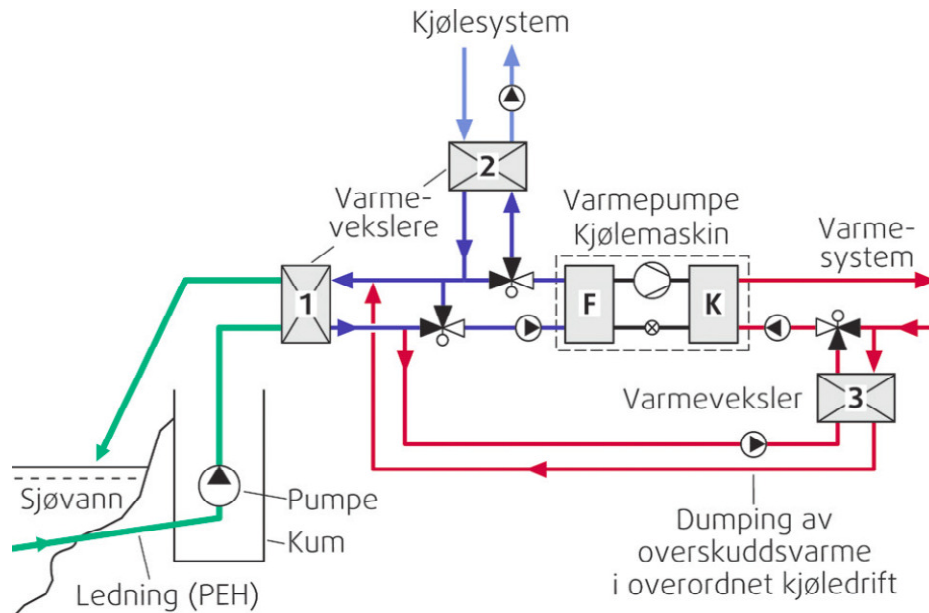 Kjølesystem
2
Varme-
vekslere
Varmepumpe
Kjølemaskin
Varme-
system
1
F
K
Varmeveksler
3
Sjøvann
Pumpe
Kum
Ledning (PEH)
Dumping av
overskuddsvarme
i overordnet kjøledrift